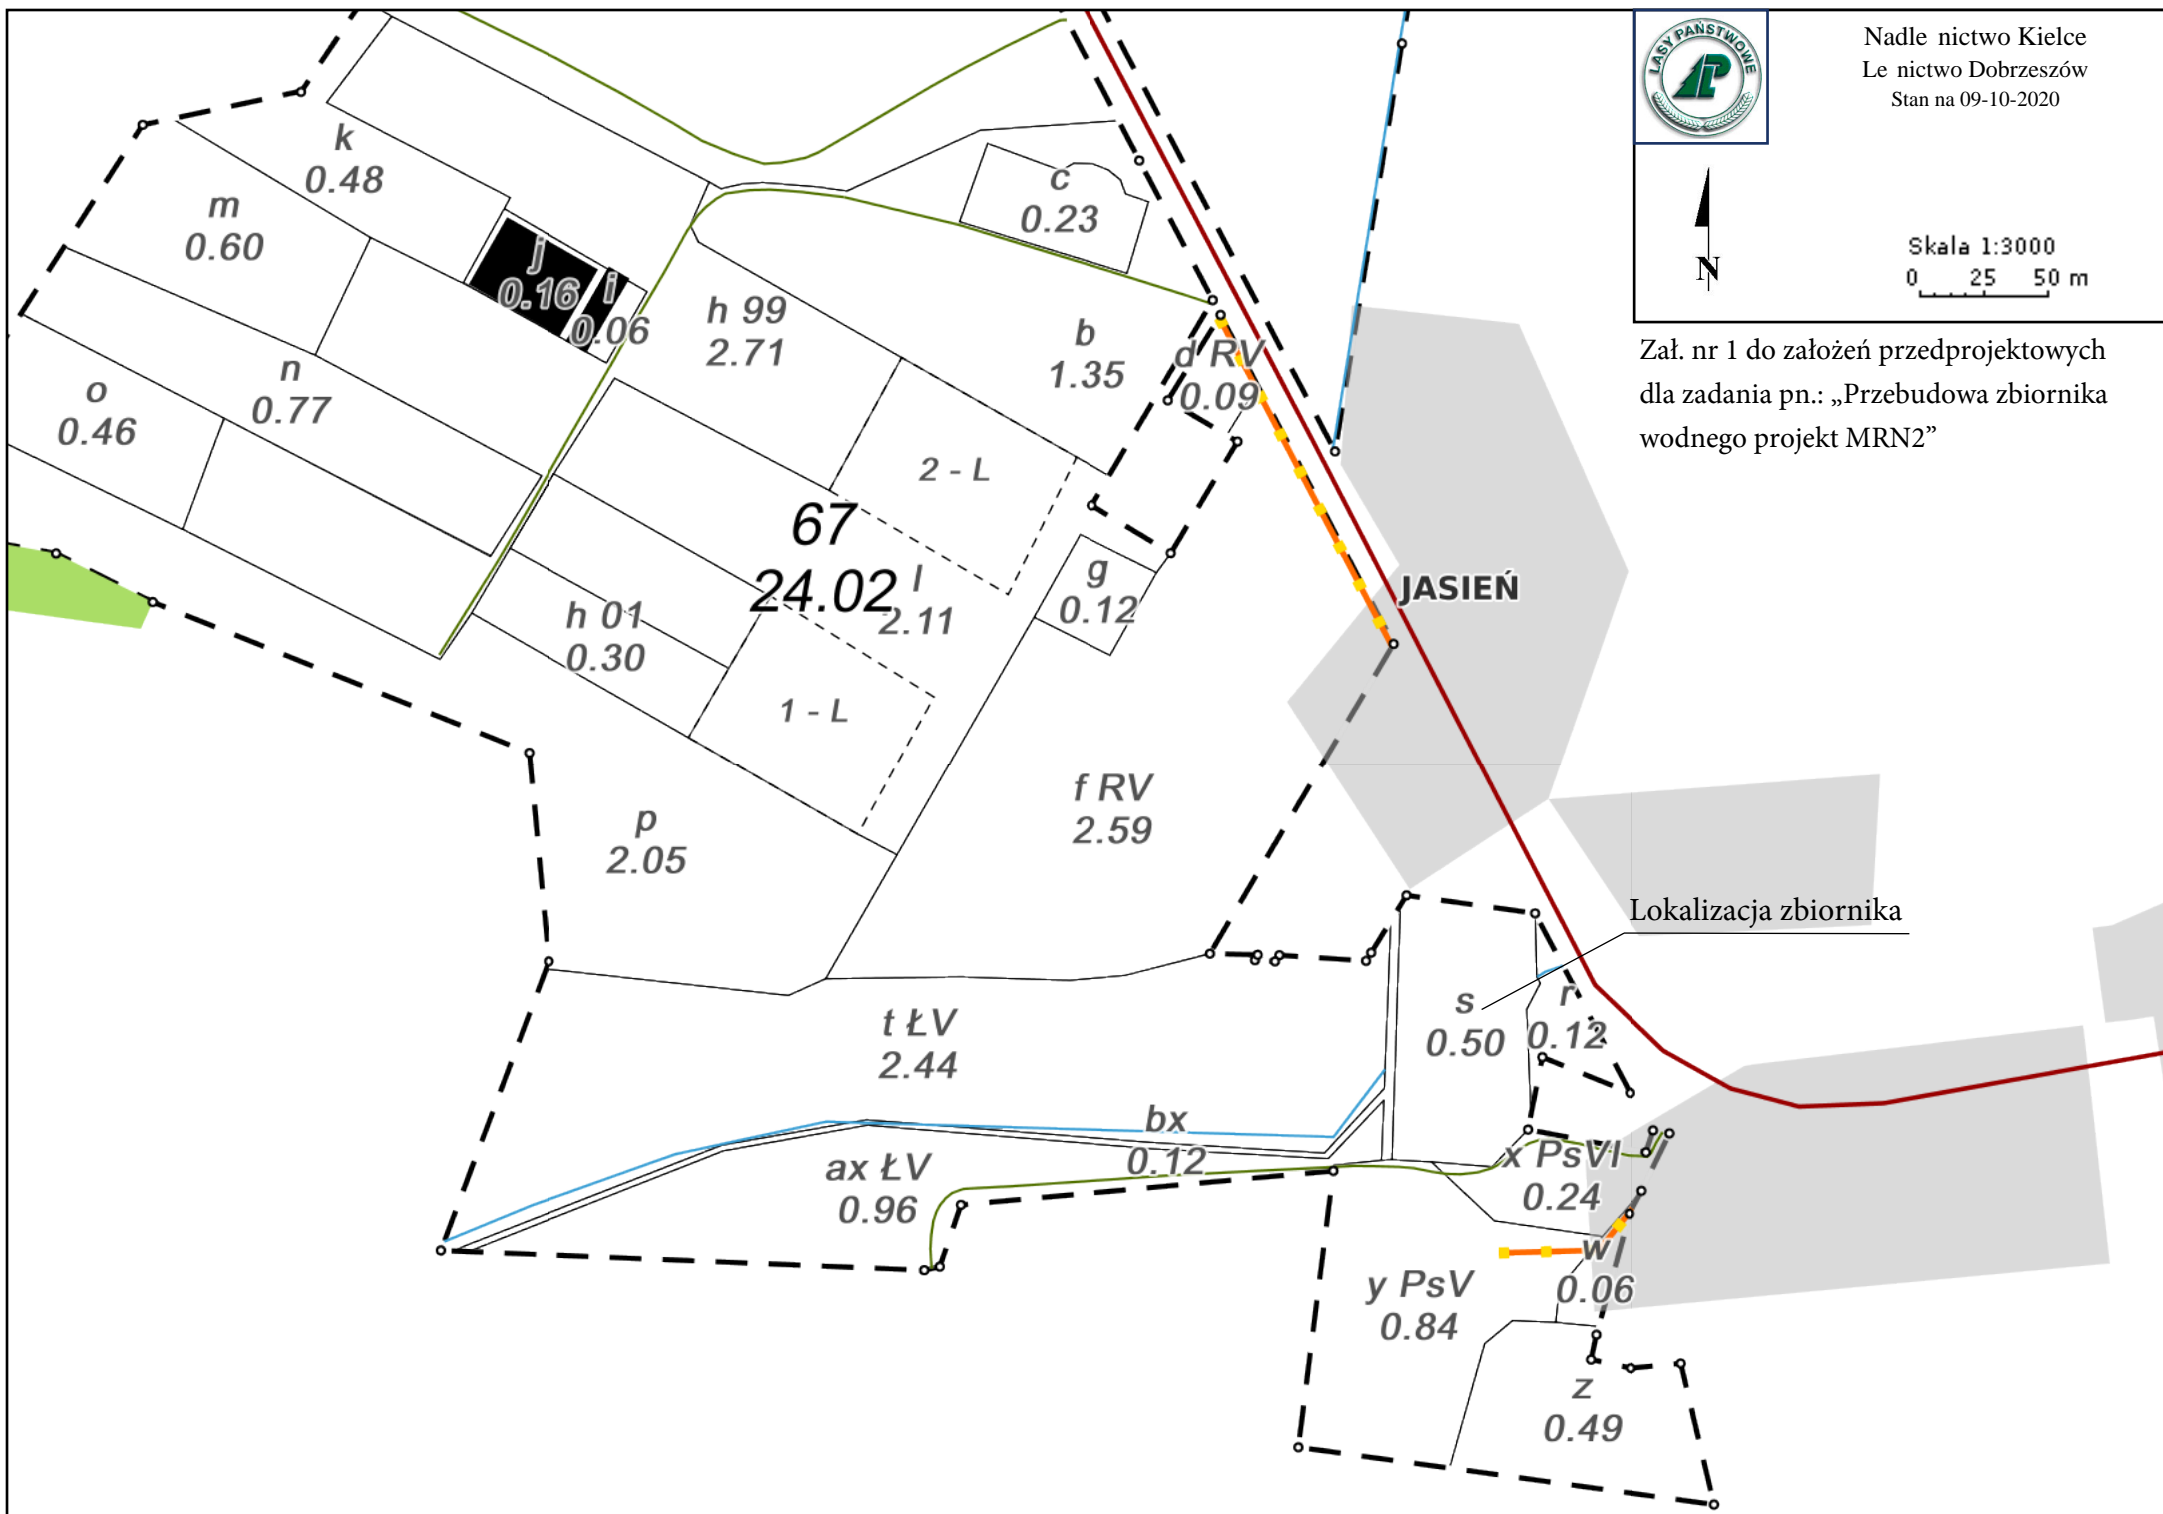 LASY PAŃSTWOWE
Nadle nictwo Kielce
Le nictwo Dobrzeszów
Stan na 09-10-2020
N
Skala 1:3000
0 25 50 m
Zał. nr 1 do założeń przedprojektowych
dla zadania pn.: „Przebudowa zbiornika
wodnego projekt MRN2”
k
0.48
m
0.60
j
0.16
i
0.06
c
0.23
h 99
2.71
b
1.35
d RV
0.09
n
0.77
o
0.46
2 - L
67
24.02
l
2.11
g
0.12
JASIEŃ
h 01
0.30
1 - L
f RV
2.59
p
2.05
Lokalizacja zbiornika
s
0.50
r
0.12
t ŁV
2.44
bx
0.12
ax ŁV
0.96
x PsVI
0.24
w
0.06
y PsV
0.84
z
0.49